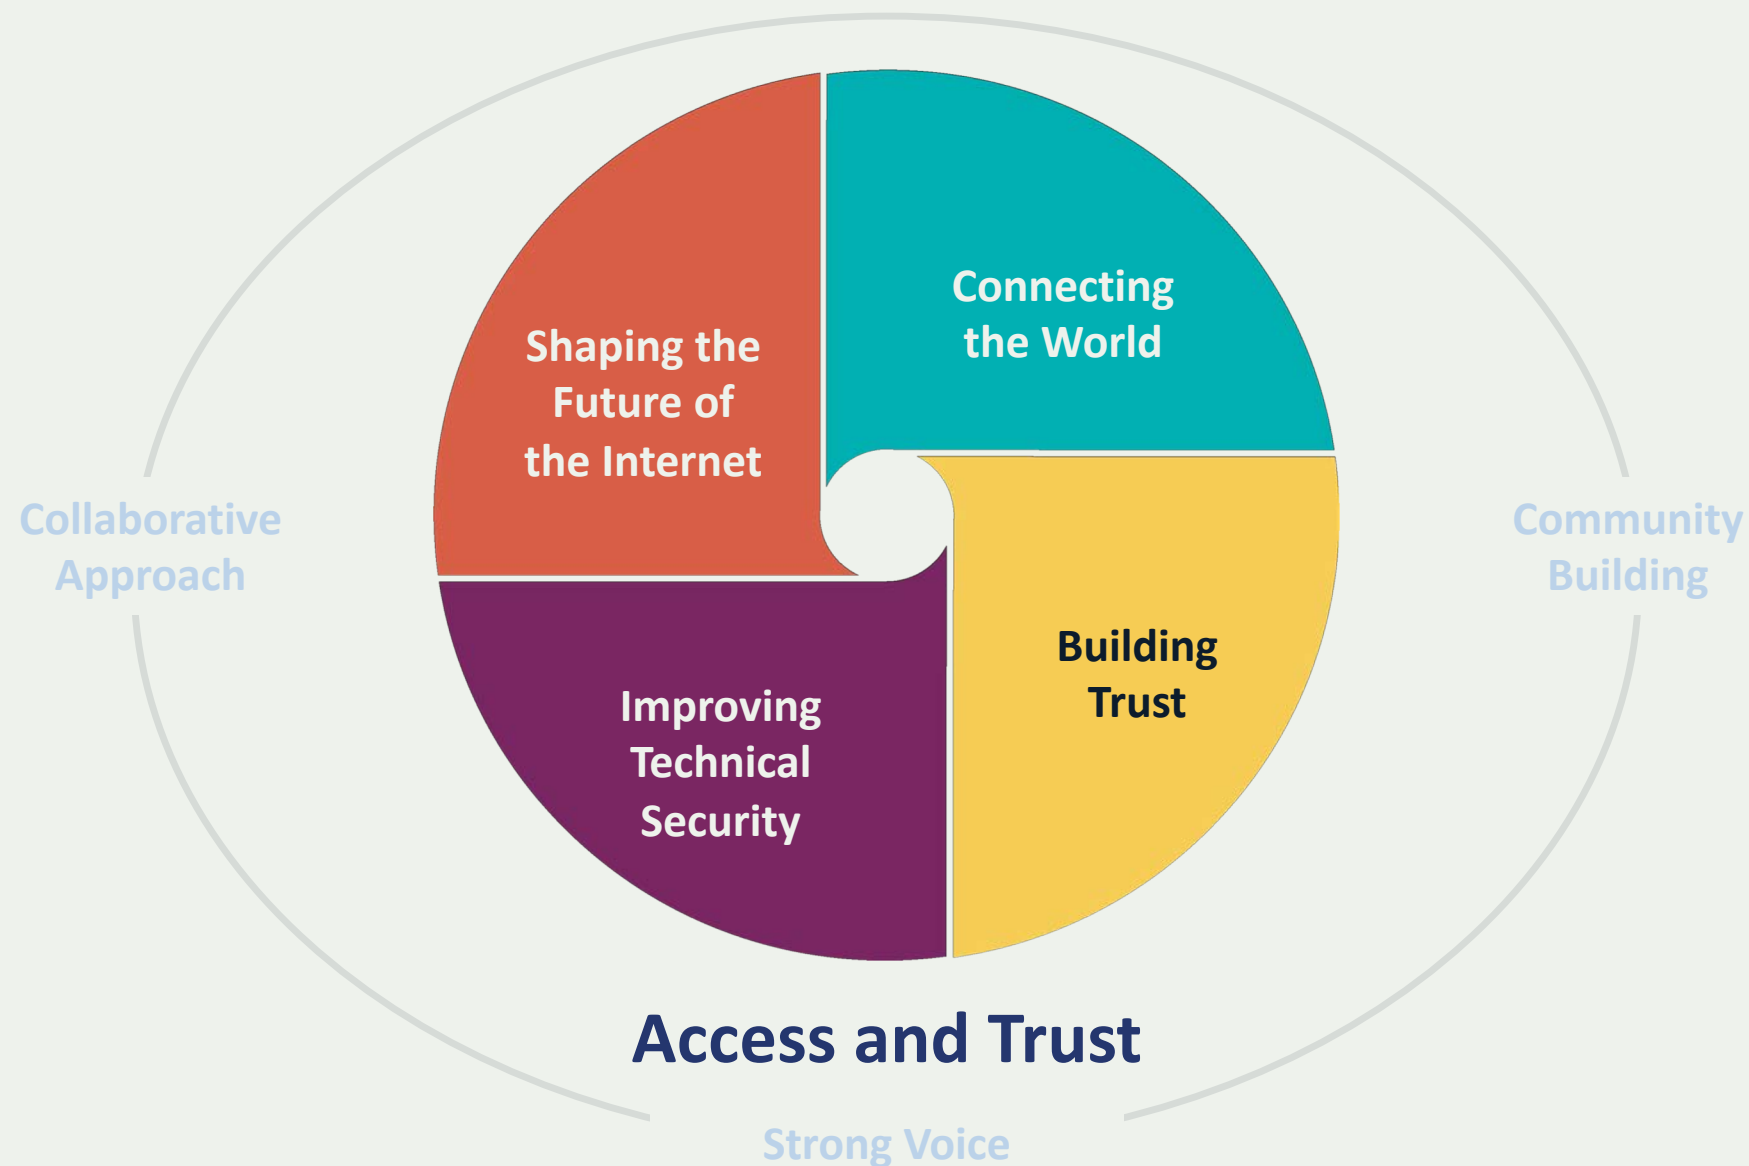 Connecting
the World
Shaping the
Future of
the Internet
Collaborative
Approach
Community
Building
Building
Trust
Improving
Technical
Security
Access and Trust
Strong Voice